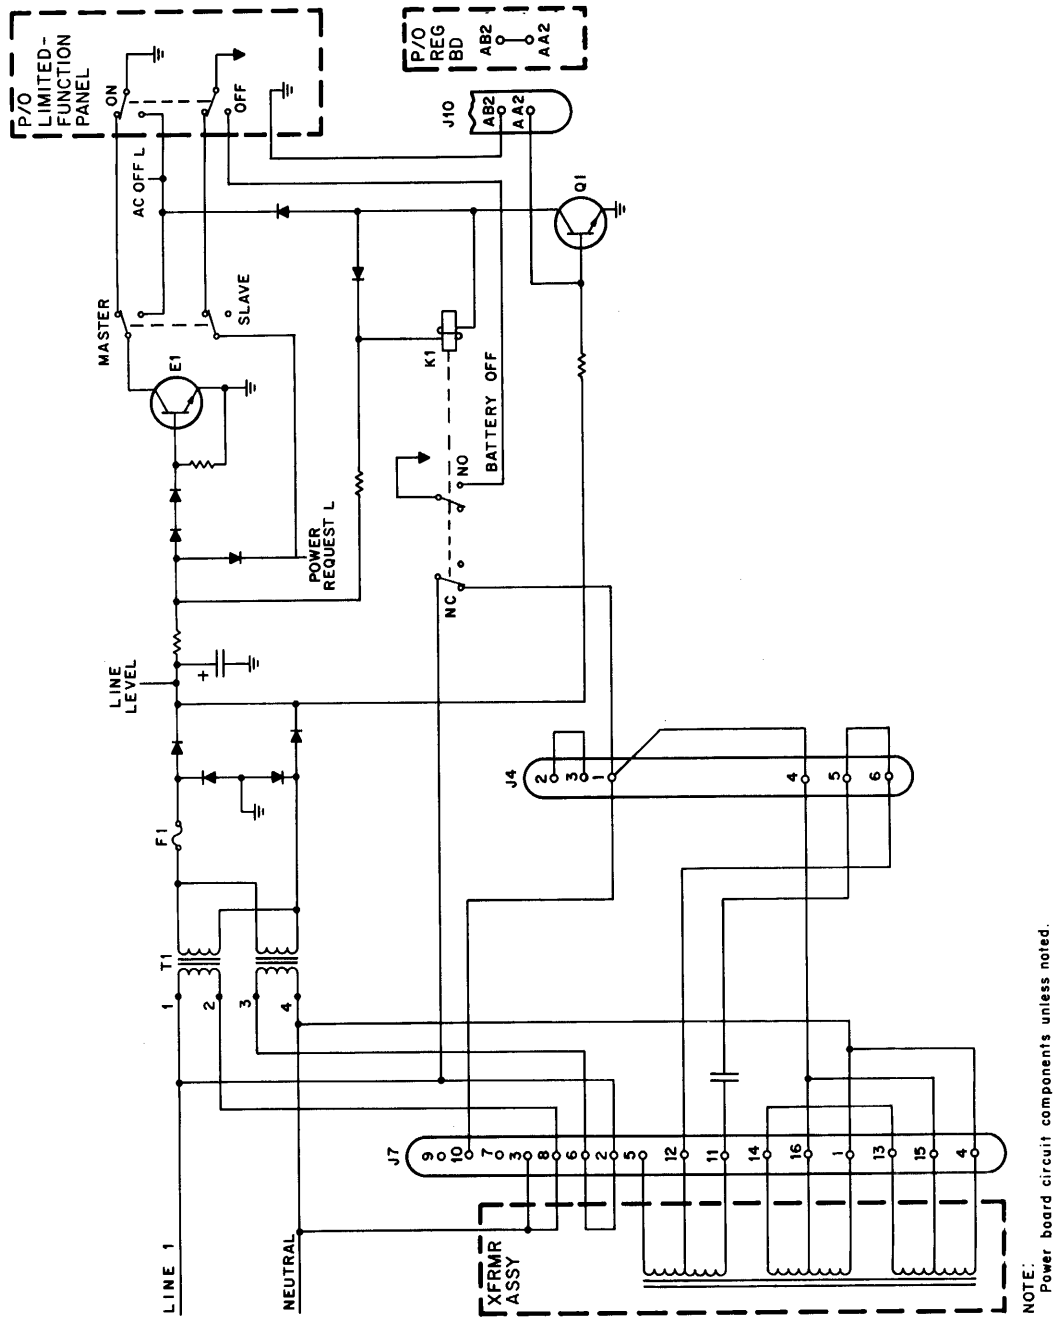 P/O
LIMITED-
FUNCTION
PANEL
ON
OFF
P/O
REG
BD
AB2
AA2
J10
AB2
AA2
AC OFF L
Q1
MASTER
SLAVE
E1
K1
BATTERY OFF
NO
POWER
REQUEST L
NC
LINE
LEVEL
+
F1
J4
2
3
1
4
5
6
T1
1
2
3
4
J7
9
10
7
3
8
6
2
5
12
11
14
16
1
13
15
4
LINE 1
NEUTRAL
XFRMR
ASSY
NOTE:
Power board circuit components unless noted.